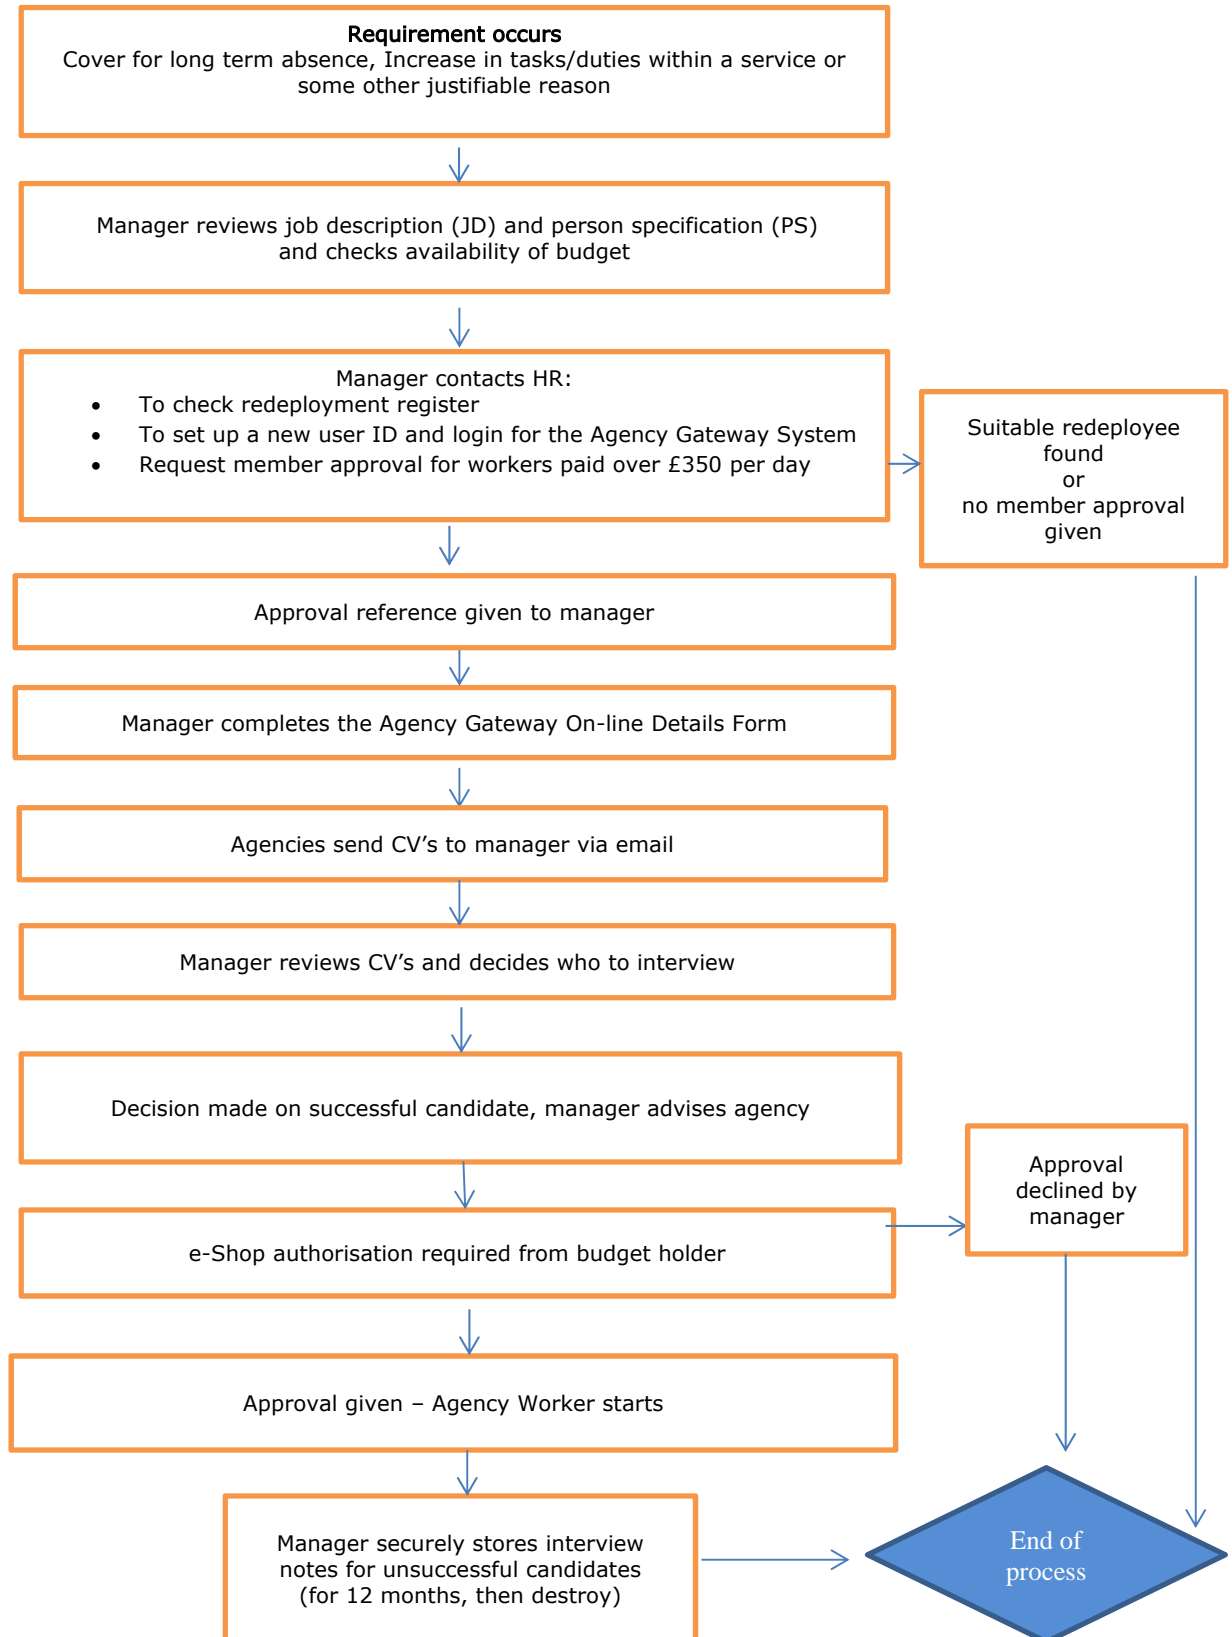 Requirement occurs
Cover for long term absence, Increase in tasks/duties within a service or
some other justifiable reason
Manager reviews job description (JD) and person specification (PS)
and checks availability of budget
Manager contacts HR:
• To check redeployment register
• To set up a new user ID and login for the Agency Gateway System
• Request member approval for workers paid over £350 per day
Suitable redeployee
found
or
no member approval
given
Approval reference given to manager
Manager completes the Agency Gateway On-line Details Form
Agencies send CV’s to manager via email
Manager reviews CV’s and decides who to interview
Decision made on successful candidate, manager advises agency
Approval
declined by
manager
e-Shop authorisation required from budget holder
Approval given – Agency Worker starts
Manager securely stores interview
notes for unsuccessful candidates
(for 12 months, then destroy)
End of
process